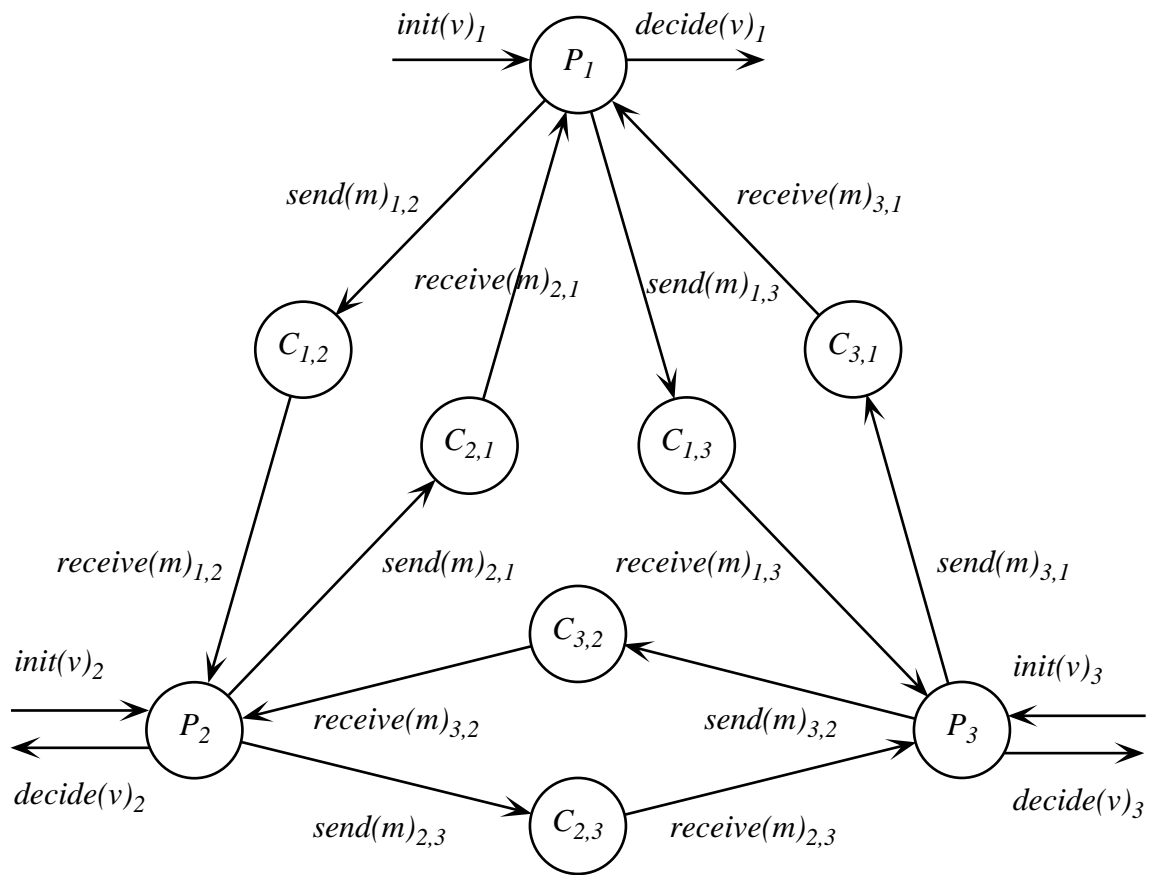 init(v)1 decide(v)1
P1
send(m)1,2 receive(m)3,1
receive(m)2,1 send(m)1,3
C1,2 C3,1
C2,1 C1,3
receive(m)1,2 send(m)2,1 receive(m)1,3 send(m)3,1
C3,2
init(v)2 init(v)3
P2 receive(m)3,2 send(m)3,2 P3
decide(v)2 decide(v)3
send(m)2,3 C2,3 receive(m)2,3